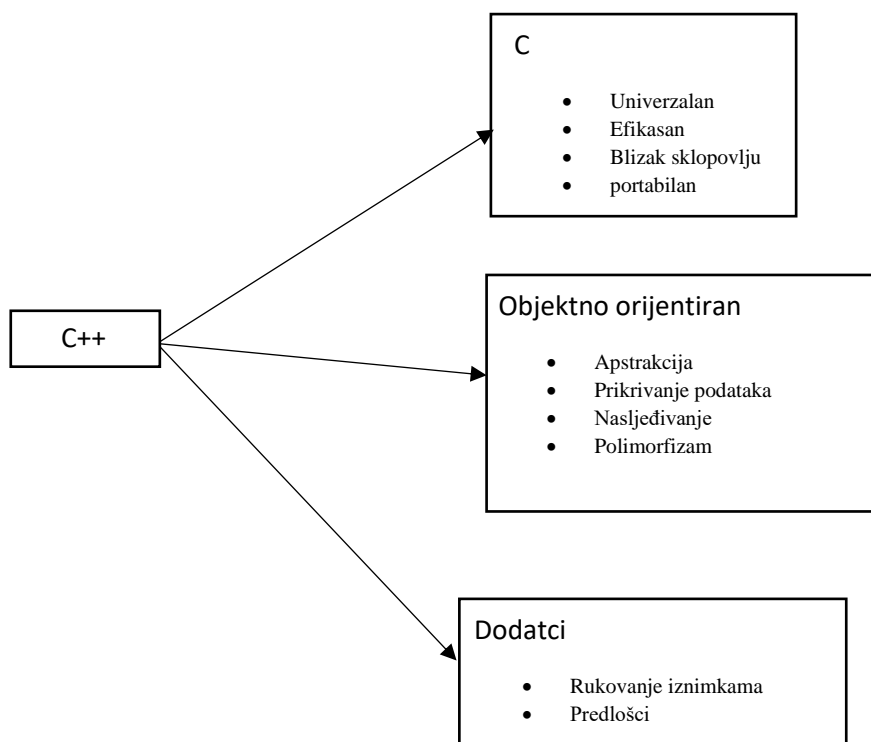 C
• Univerzalan
• Efikasan
• Blizak sklopovlju
• portabilan
C++
Objektno orijentiran
• Apstrakcija
• Prikrivanje podataka
• Nasljeđivanje
• Polimorfizam
Dodatci
• Rukovanje iznimkama
• Predlošci